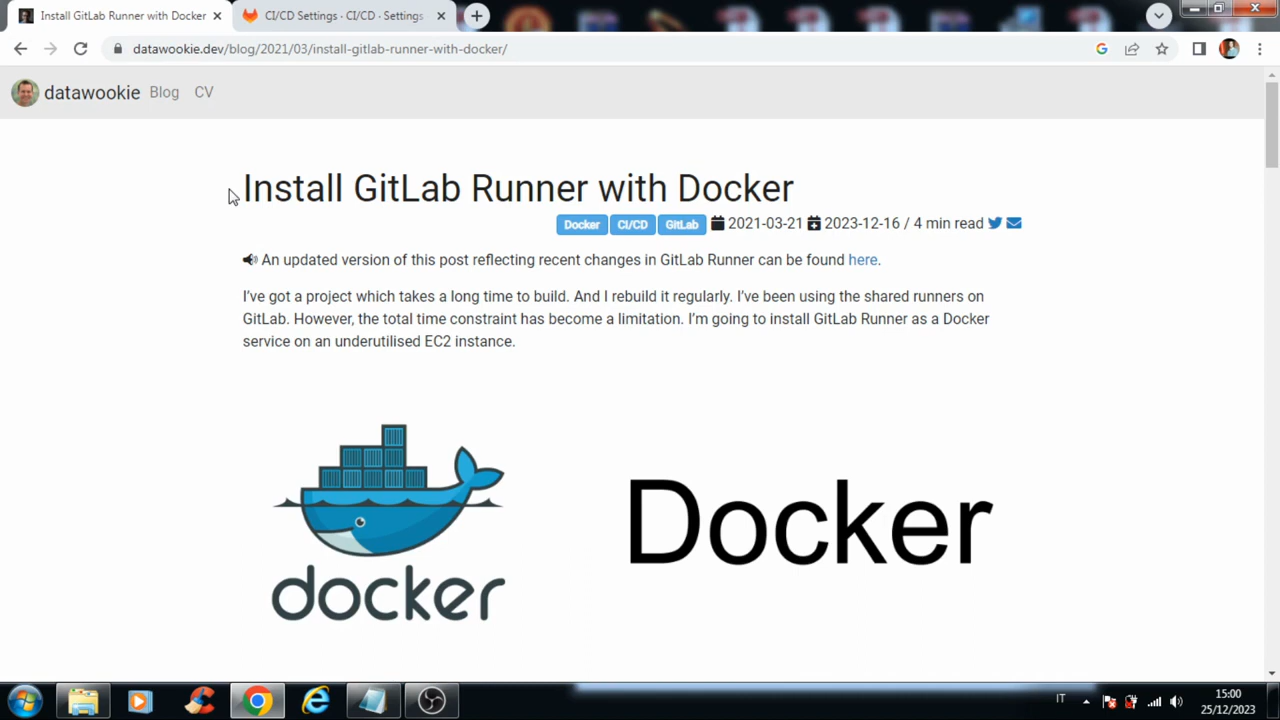 Install GitLab Runner with Docker
CI/CD Settings · CI/CD · Settings
datawookie.dev/blog/2021/03/install-gitlab-runner-with-docker/
datawookie Blog CV
Install GitLab Runner with Docker
Docker CI/CD GitLab 2021-03-21 2023-12-16 / 4 min read
An updated version of this post reflecting recent changes in GitLab Runner can be found here.
I've got a project which takes a long time to build. And I rebuild it regularly. I've been using the shared runners on
GitLab. However, the total time constraint has become a limitation. I'm going to install GitLab Runner as a Docker
service on an underutilised EC2 instance.
docker
Docker
IT
15:00
25/12/2023